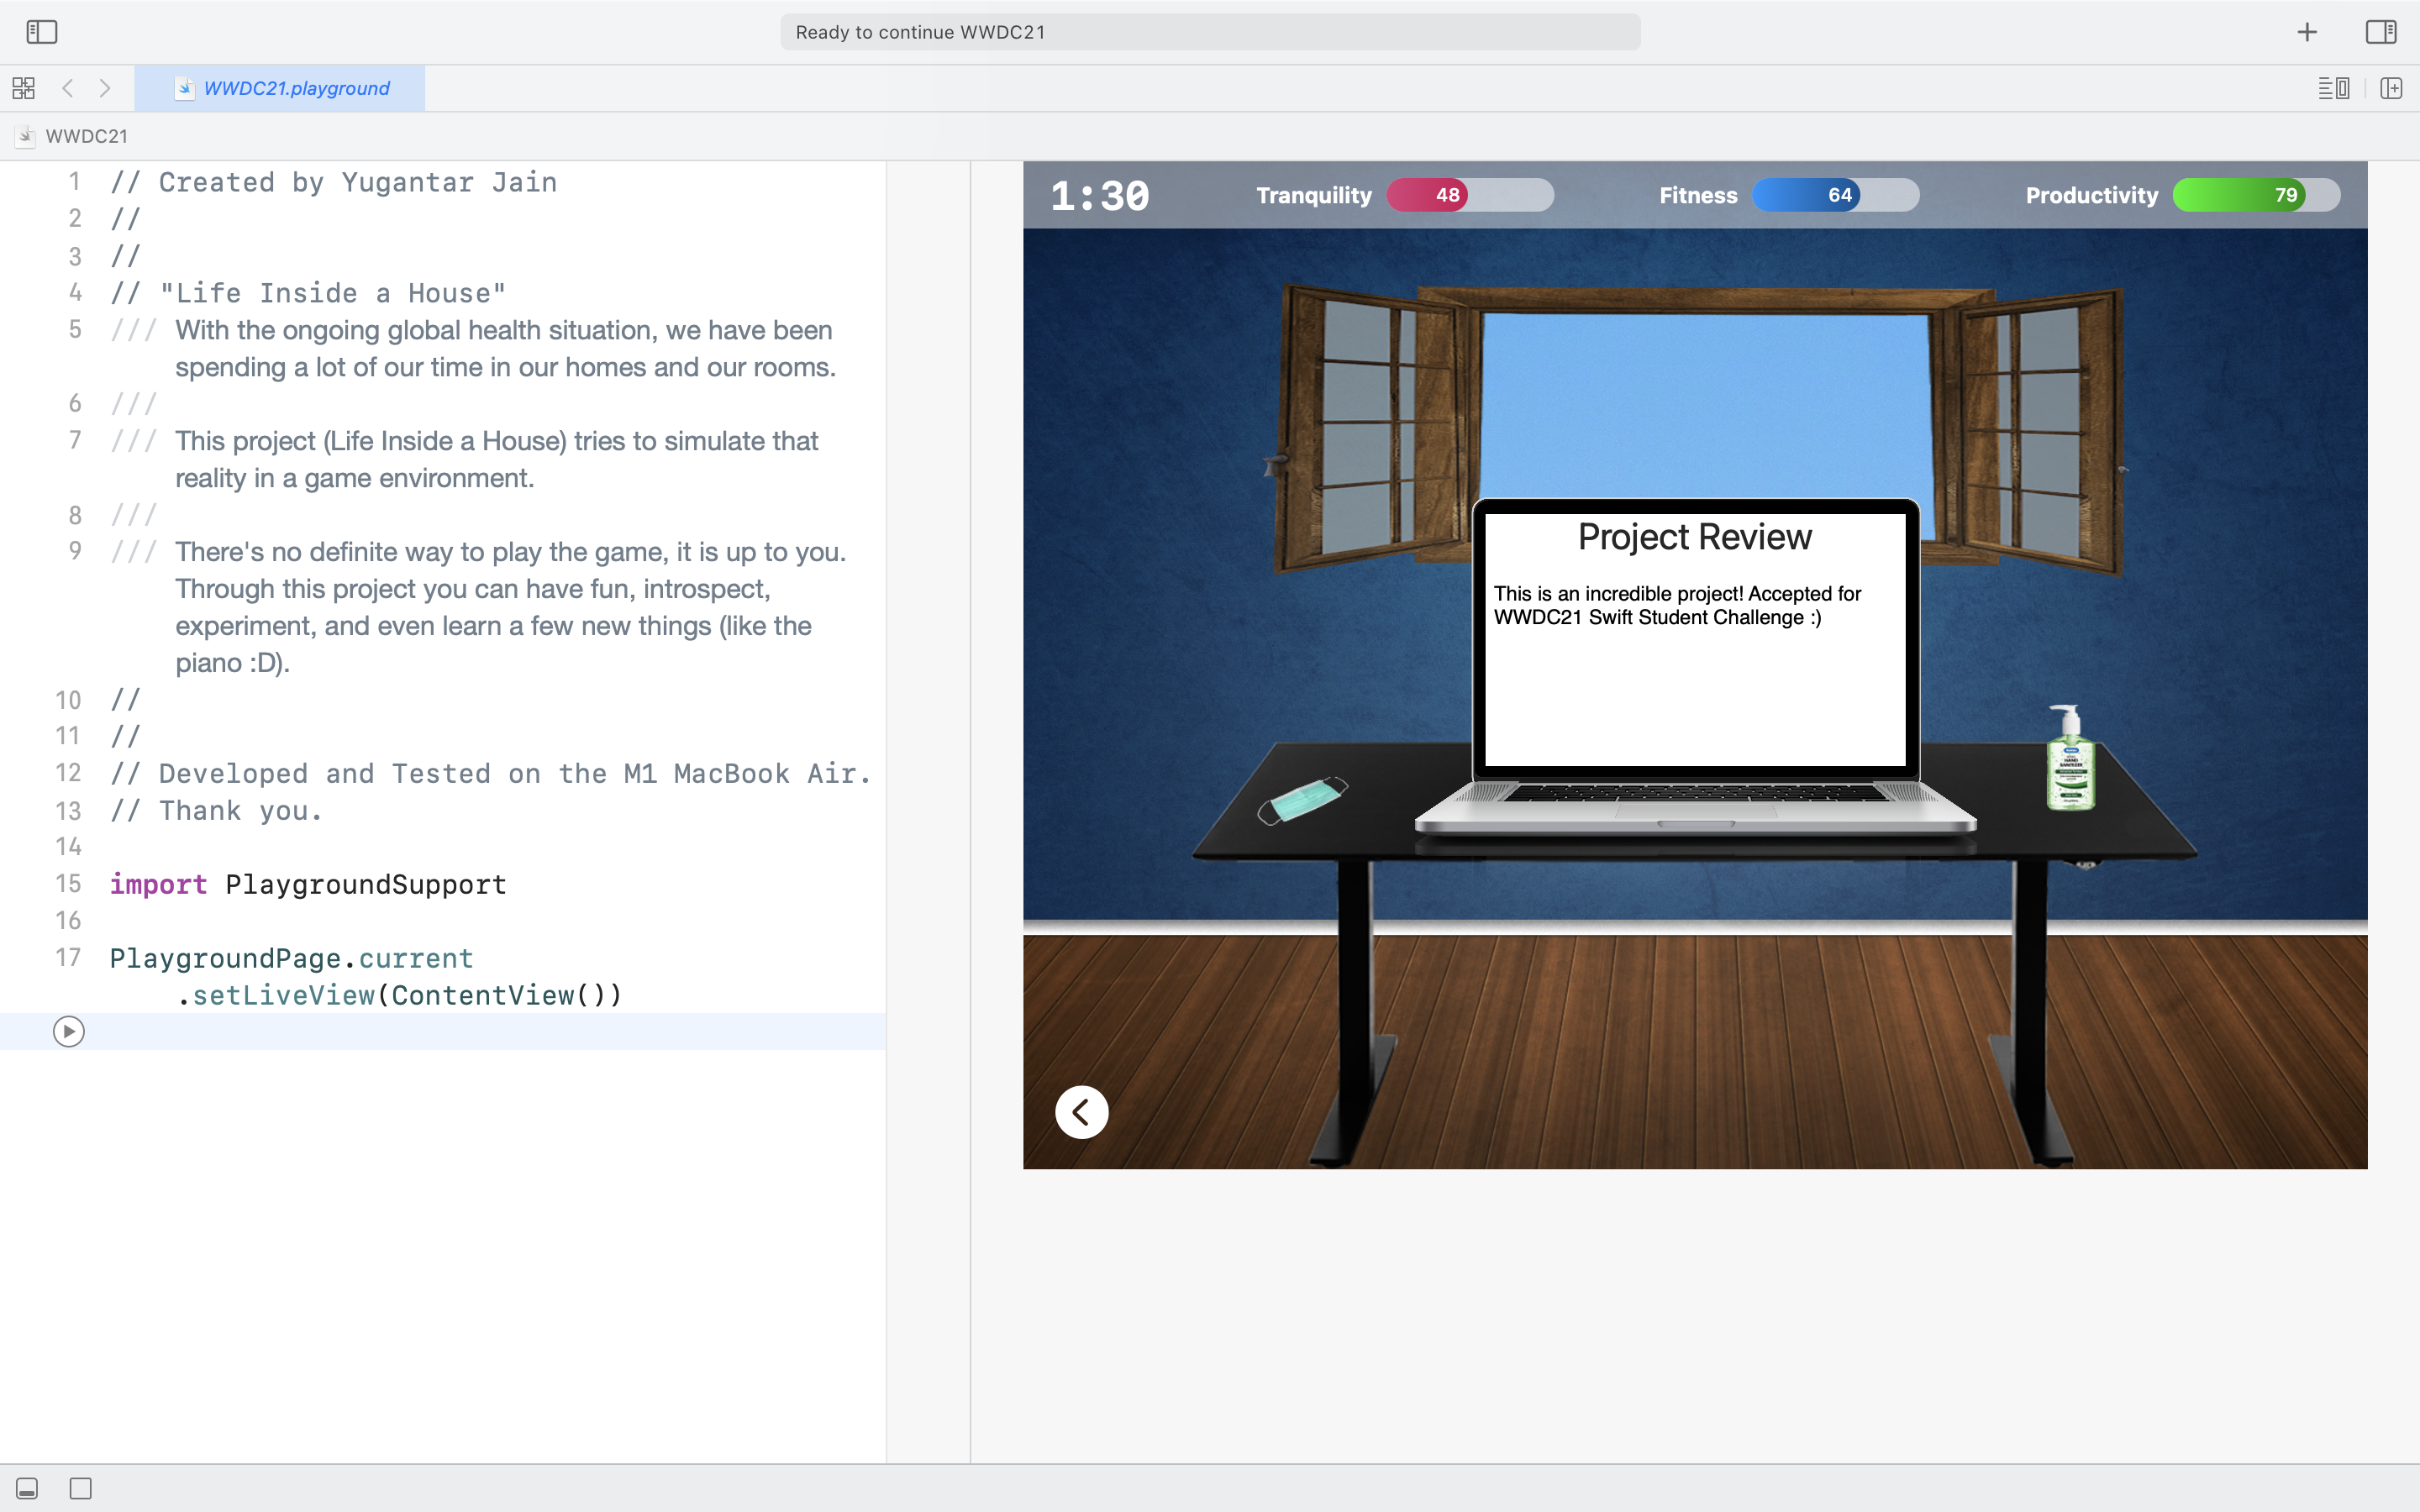 Ready to continue WWDC21
WWDC21.playground
WWDC21
1 // Created by Yugantar Jain
2 //
3 //
4 // "Life Inside a House"
5 /// With the ongoing global health situation, we have been
spending a lot of our time in our homes and our rooms.
6 ///
7 /// This project (Life Inside a House) tries to simulate that
reality in a game environment.
8 ///
9 /// There's no definite way to play the game, it is up to you.
Through this project you can have fun, introspect,
experiment, and even learn a few new things (like the
piano :D).
10 //
11 //
12 // Developed and Tested on the M1 MacBook Air.
13 // Thank you.
14
15 import PlaygroundSupport
16
17 PlaygroundPage.current
.setLiveView(ContentView())
1:30 Tranquility 48 Fitness 64 Productivity 79
Project Review
This is an incredible project! Accepted for
WWDC21 Swift Student Challenge :)
HAND
SANITIZER